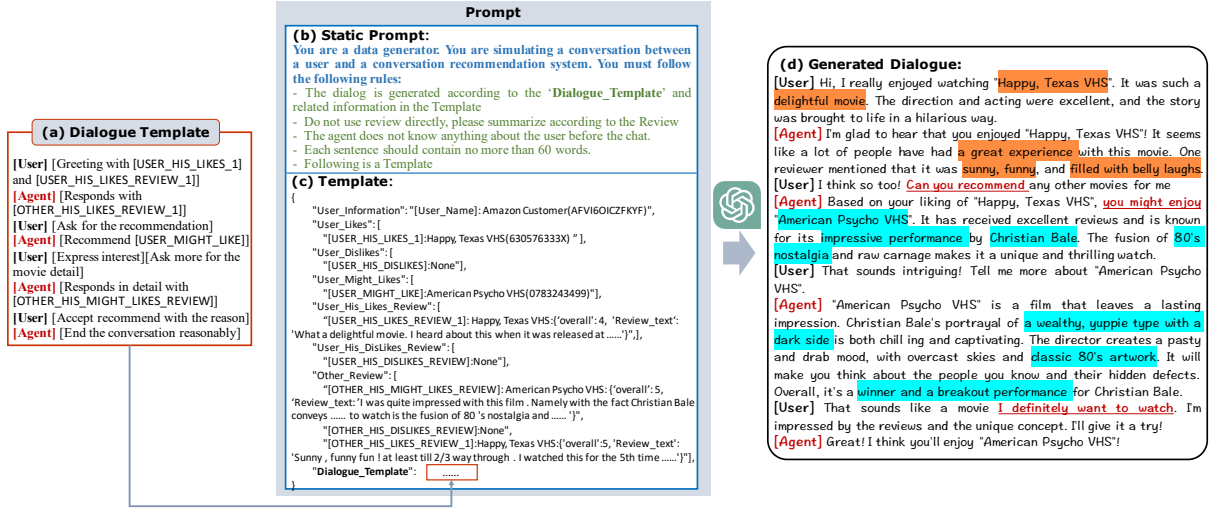 Prompt
(a) Dialogue Template
[User] [Greeting with [USER_HIS_LIKES_1]
and [USER_HIS_LIKES_REVIEW_1]]
[Agent] [Responds with
[OTHER_HIS_LIKES_REVIEW_1]]
[User] [Ask for the recommendation]
[Agent] [Recommend [USER_MIGHT_LIKE]]
[User] [Express interest][Ask more for the
movie detail]
[Agent] [Responds in detail with
[OTHER_HIS_MIGHT_LIKES_REVIEW]]
[User] [Accept recommend with the reason]
[Agent] [End the conversation reasonably]
(b) Static Prompt:
You are a data generator. You are simulating a conversation between
a user and a conversation recommendation system. You must follow
the following rules:
- The dialog is generated according to the ‘Dialogue_Template’ and
related information in the Template
- Do not use review directly, please summarize according to the Review
- The agent does not know anything about the user before the chat.
- Each sentence should contain no more than 60 words.
- Following is a Template
(c) Template:
{
"User_Information": "[User_Name]: Amazon Customer(AFVI6OICZFKYF)",
"User_Likes": [
"[USER_HIS_LIKES_1]:Happy, Texas VHS(630576333X) ” ],
"User_Dislikes": [
"[USER_HIS_DISLIKES]:None"],
"User_Might_Likes": [
"[USER_MIGHT_LIKE]:American Psycho VHS(0783243499)"],
"User_His_Likes_Review": [
“[USER_HIS_LIKES_REVIEW_1]: Happy, Texas VHS:{‘overall': 4, 'Review_text‘:
'What a delightful movie. I heard about this when it was released at ......‘}",],
"User_His_DisLikes_Review": [
"[USER_HIS_DISLIKES_REVIEW]:None"],
"Other_Review": [
“[OTHER_HIS_MIGHT_LIKES_REVIEW]: American Psycho VHS: {‘overall’: 5,
‘Review_text: ‘I was quite impressed with this film . Namely with the fact Christian Bale
conveys ...... to watch is the fusion of 80 's nostalgia and ...... '}",
"[OTHER_HIS_DISLIKES_REVIEW]:None",
"[OTHER_HIS_LIKES_REVIEW_1]:Happy, Texas VHS:{'overall':5, 'Review_text':
'Sunny , funny fun ! at least till 2/3 way through . I watched this for the 5th time ......'}"],
"Dialogue_Template": ......
}
(d) Generated Dialogue:
[User] Hi, I really enjoyed watching "Happy, Texas VHS". It was such a
delightful movie. The direction and acting were excellent, and the story
was brought to life in a hilarious way.
[Agent] I'm glad to hear that you enjoyed "Happy, Texas VHS"! It seems
like a lot of people have had a great experience with this movie. One
reviewer mentioned that it was sunny, funny, and filled with belly laughs.
[User] I think so too! Can you recommend any other movies for me
[Agent] Based on your liking of "Happy, Texas VHS", you might enjoy
"American Psycho VHS". It has received excellent reviews and is known
for its impressive performance by Christian Bale. The fusion of 80's
nostalgia and raw carnage makes it a unique and thrilling watch.
[User] That sounds intriguing! Tell me more about "American Psycho
VHS".
[Agent] "American Psycho VHS" is a film that leaves a lasting
impression. Christian Bale's portrayal of a wealthy, yuppie type with a
dark side is both chilling and captivating. The director creates a pasty
and drab mood, with overcast skies and classic 80's artwork. It will
make you think about the people you know and their hidden defects.
Overall, it's a winner and a breakout performance for Christian Bale.
[User] That sounds like a movie I definitely want to watch. I'm
impressed by the reviews and the unique concept. I'll give it a try!
[Agent] Great! I think you'll enjoy "American Psycho VHS"!